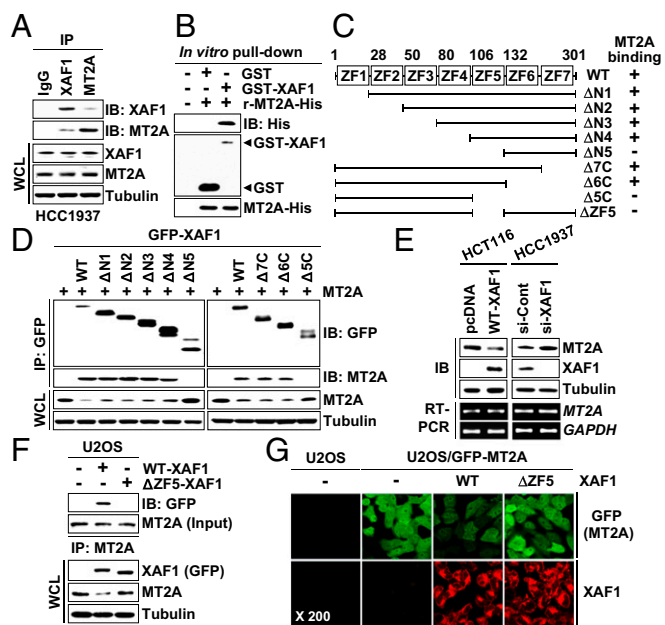 A
IP
IgG
XAF1
MT2A
IB: XAF1
IB: MT2A
WCL
XAF1
MT2A
Tubulin
HCC1937
B
In vitro pull-down
- + - GST
- - + GST-XAF1
- + + r-MT2A-His
IB: His
◄GST-XAF1
◄GST
MT2A-His
C
1 28 50 80 106 132 301
MT2A binding
ZF1 ZF2 ZF3 ZF4 ZF5 ZF6 ZF7 WT +
ΔN1 +
ΔN2 +
ΔN3 +
ΔN4 +
ΔN5 -
Δ7C +
Δ6C +
Δ5C -
ΔZF5 -
D
GFP-XAF1
WT ΔN1 ΔN2 ΔN3 ΔN4 ΔN5 WT Δ7C Δ6C Δ5C
+ + + + + + + + + + + + MT2A
IP: GFP
IB: GFP
IB: MT2A
WCL
MT2A
Tubulin
E
HCT116 HCC1937
pcDNA
WT-XAF1
si-Cont
si-XAF1
IB
MT2A
XAF1
Tubulin
RT-PCR
MT2A
GAPDH
F
U2OS
- + - WT-XAF1
- - + ΔZF5-XAF1
IB: GFP
MT2A (Input)
IP: MT2A
WCL
XAF1 (GFP)
MT2A
Tubulin
G
U2OS U2OS/GFP-MT2A
- - WT ΔZF5 XAF1
GFP (MT2A)
XAF1
X 200